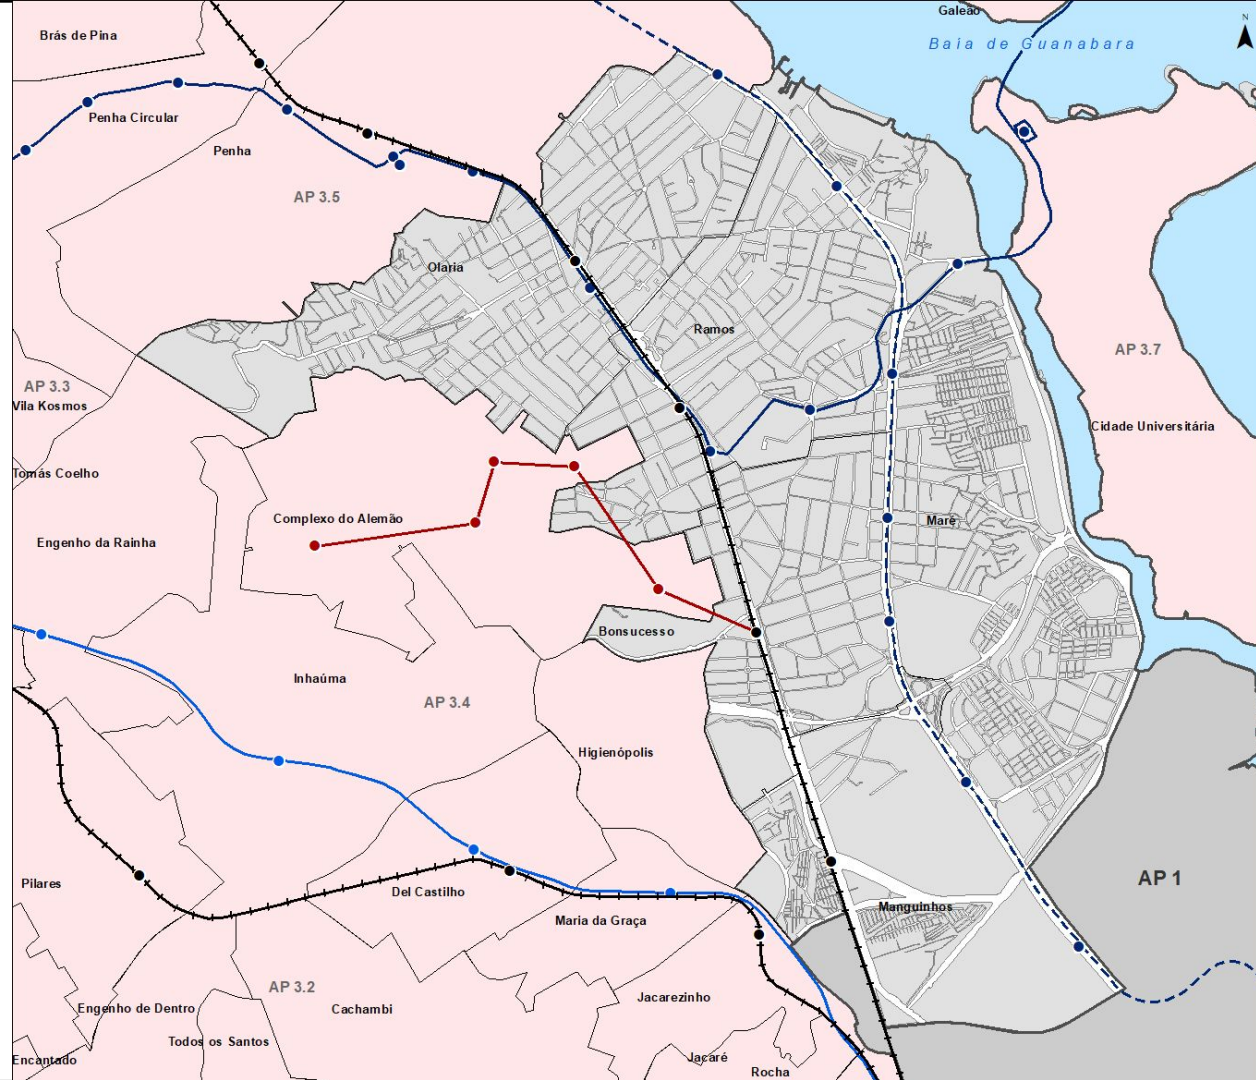 Galeão
N
Brás de Pina
Baía de Guanabara
Penha Circular
Penha
AP 3.5
Olaria
Ramos
AP 3.7
AP 3.3
Vila Kosmos
Cidade Universitária
Tomás Coelho
Complexo do Alemão
Maré
Engenho da Rainha
Bonsucesso
Inhaúma
AP 3.4
Higienópolis
AP 1
Pilares
Del Castilho
Manguinhos
Maria da Graça
AP 3.2
Jacarezinho
Engenho de Dentro
Cachambi
Todos os Santos
Encantado
Jacaré
Rocha